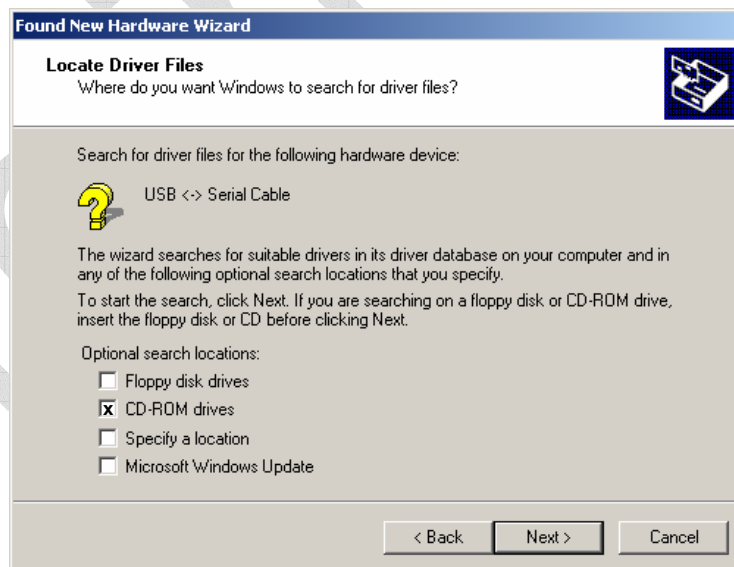 Found New Hardware Wizard
Locate Driver Files
Where do you want Windows to search for driver files?
Search for driver files for the following hardware device:
USB <-> Serial Cable
The wizard searches for suitable drivers in its driver database on your computer and in
any of the following optional search locations that you specify.
To start the search, click Next. If you are searching on a floppy disk or CD-ROM drive,
insert the floppy disk or CD before clicking Next.
Optional search locations:
Floppy disk drives
CD-ROM drives
Specify a location
Microsoft Windows Update
< Back Next > Cancel